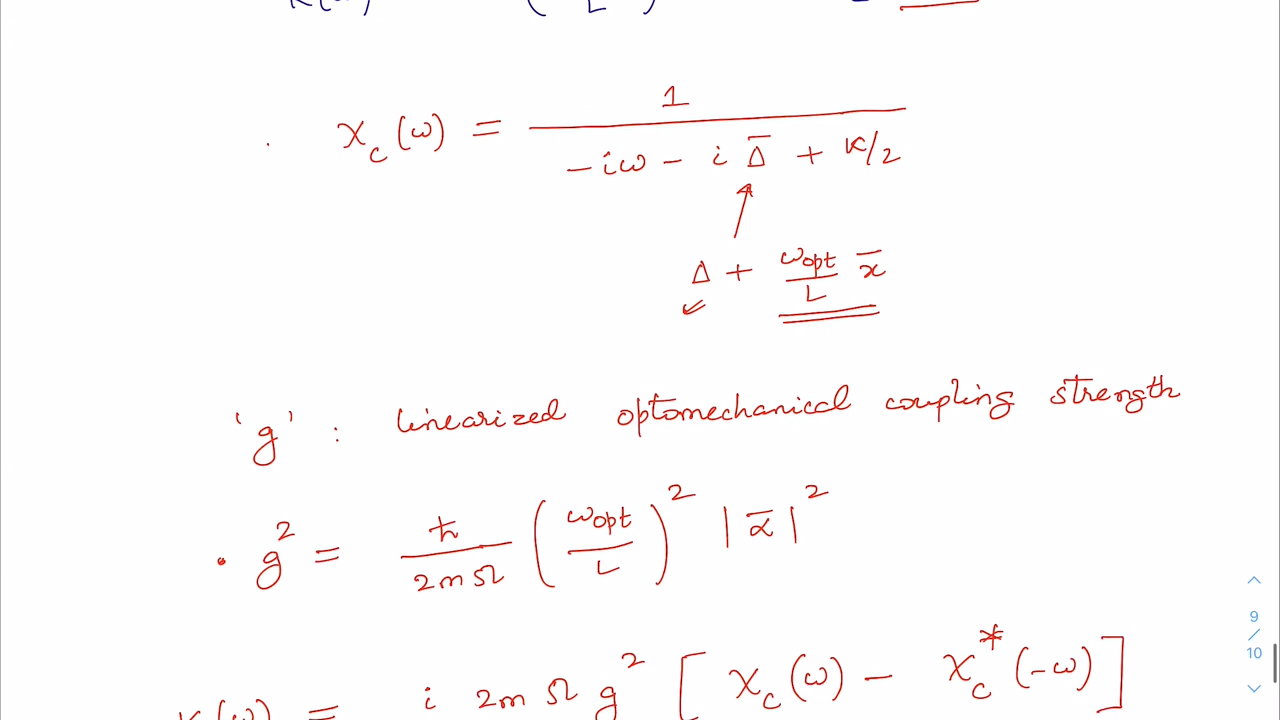 χ_c(ω) = 1 / (-iω - i Δ̄ + κ/2)
Δ + (ω_opt / L) x̄
'g' : linearized optomechanical coupling strength
• g² = ħ / (2mΩ) (ω_opt / L)² |ᾱ|²
K(ω) = i 2mΩ g² [ χ_c(ω) - χ_c*(-ω) ]
9
/
10